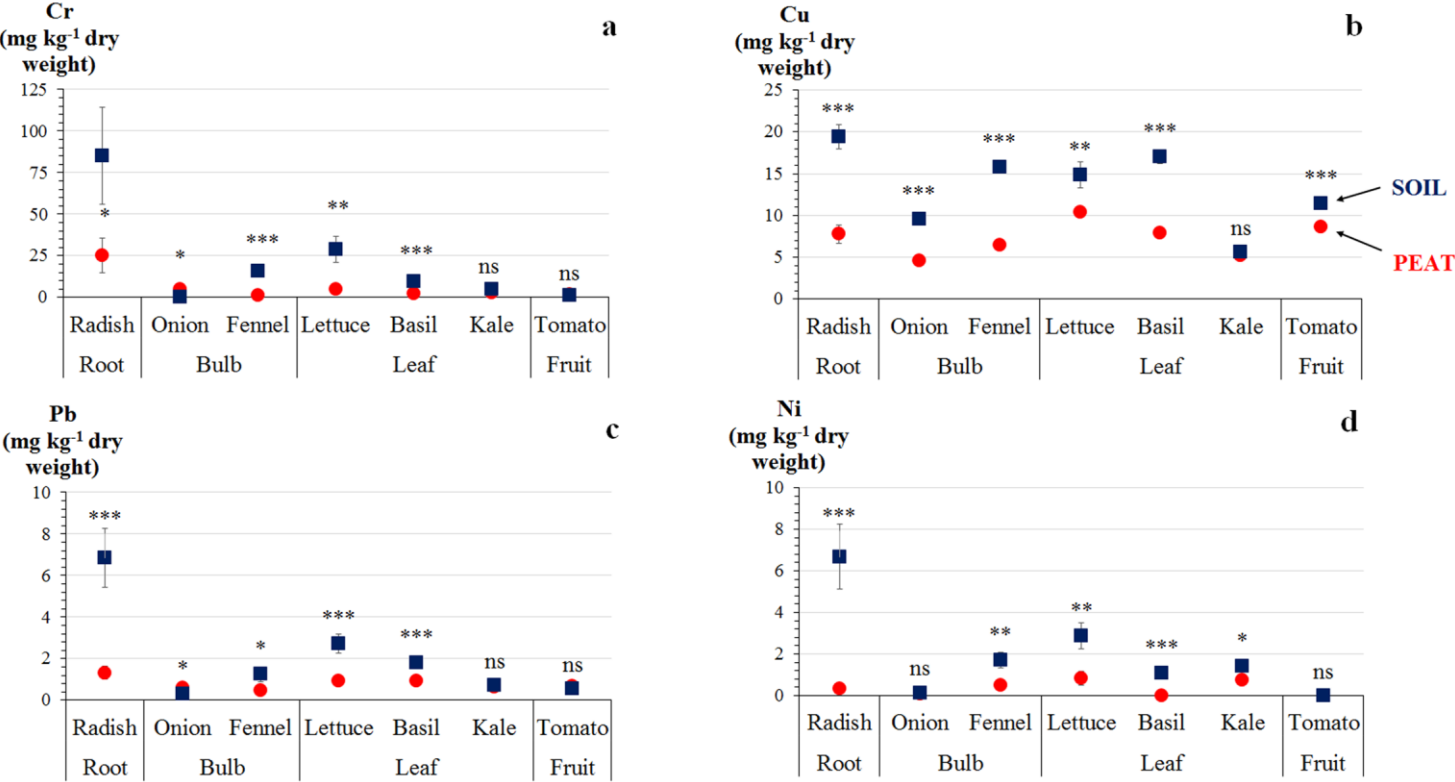 Cr
(mg kg-1 dry
weight)
a
125
100
75
50
25
0
*
*
***
**
***
ns
ns
Radish Onion Fennel Lettuce Basil Kale Tomato
Root Bulb Leaf Fruit
Cu
(mg kg-1 dry
weight)
b
25
20
15
10
5
0
***
***
***
**
***
ns
***
SOIL
PEAT
Radish Onion Fennel Lettuce Basil Kale Tomato
Root Bulb Leaf Fruit
Pb
(mg kg-1 dry
weight)
c
10
8
6
4
2
0
***
*
*
***
***
ns
ns
Radish Onion Fennel Lettuce Basil Kale Tomato
Root Bulb Leaf Fruit
Ni
(mg kg-1 dry
weight)
d
10
8
6
4
2
0
***
ns
**
**
***
*
ns
Radish Onion Fennel Lettuce Basil Kale Tomato
Root Bulb Leaf Fruit